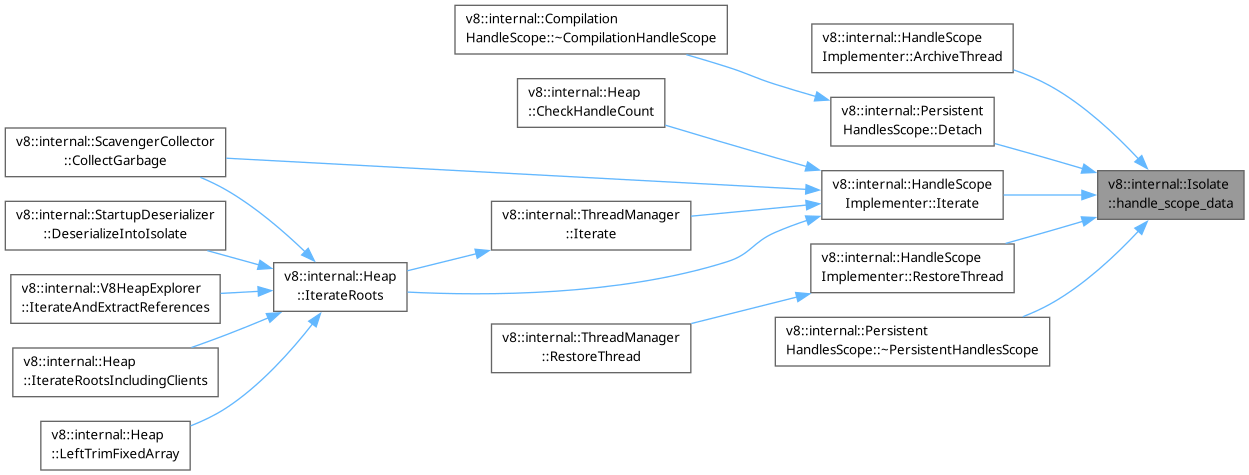 v8::internal::Compilation
HandleScope::~CompilationHandleScope
v8::internal::HandleScope
Implementer::ArchiveThread
v8::internal::Heap
::CheckHandleCount
v8::internal::Persistent
HandlesScope::Detach
v8::internal::ScavengerCollector
::CollectGarbage
v8::internal::HandleScope
Implementer::Iterate
v8::internal::Isolate
::handle_scope_data
v8::internal::StartupDeserializer
::DeserializeIntoIsolate
v8::internal::ThreadManager
::Iterate
v8::internal::HandleScope
Implementer::RestoreThread
v8::internal::Heap
::IterateRoots
v8::internal::V8HeapExplorer
::IterateAndExtractReferences
v8::internal::ThreadManager
::RestoreThread
v8::internal::Persistent
HandlesScope::~PersistentHandlesScope
v8::internal::Heap
::IterateRootsIncludingClients
v8::internal::Heap
::LeftTrimFixedArray